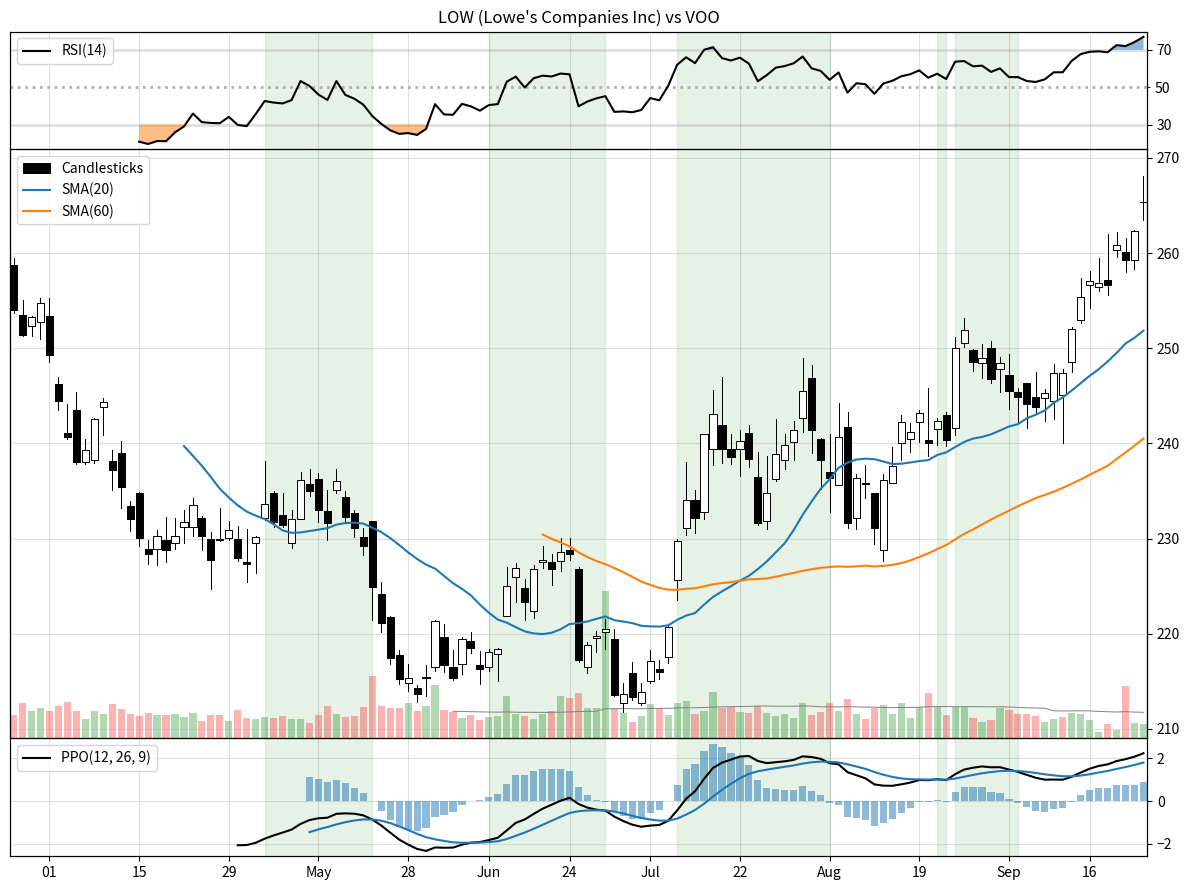 LOW (Lowe's Companies Inc) vs VOO
RSI(14)
70
50
30
Candlesticks
SMA(20)
SMA(60)
270
260
250
240
230
220
210
PPO(12, 26, 9)
2
0
−2
01 15 29 May 28 Jun 24 Jul 22 Aug 19 Sep 16